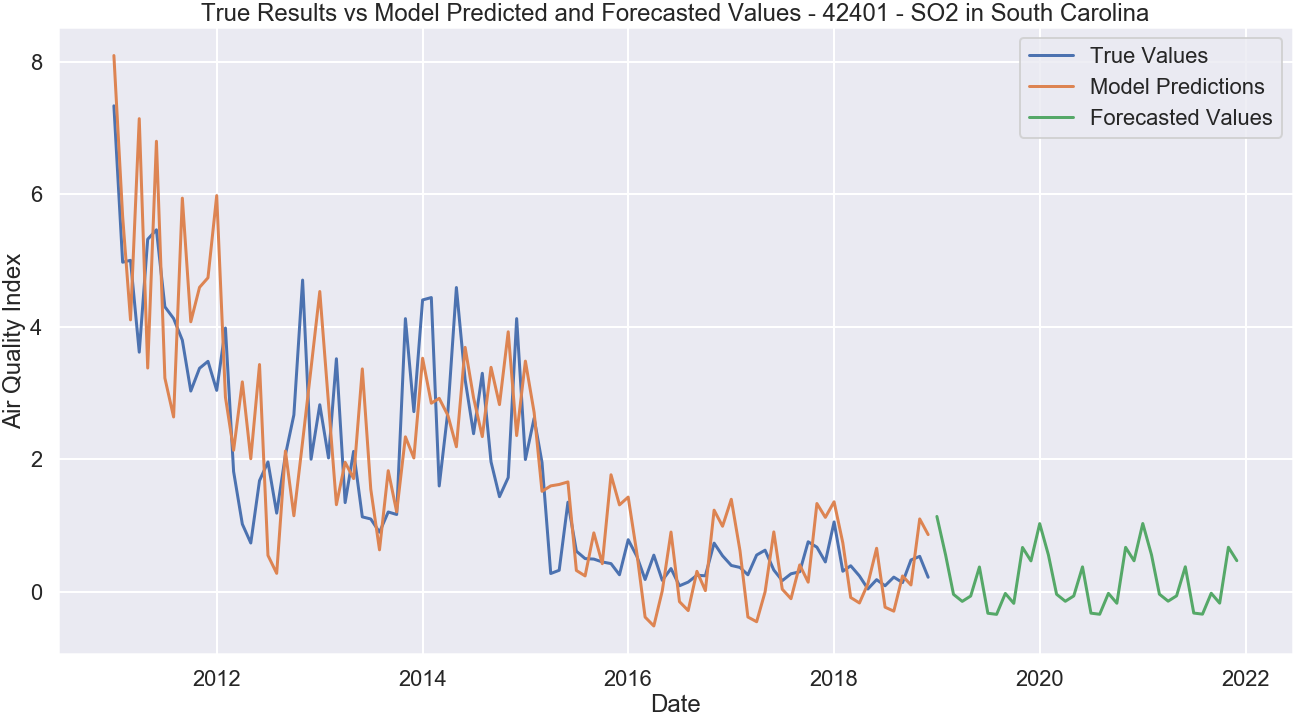 True Results vs Model Predicted and Forecasted Values - 42401 - SO2 in South Carolina
True Values
Model Predictions
Forecasted Values
Air Quality Index
8
6
4
2
0
2012 2014 2016 2018 2020 2022
Date